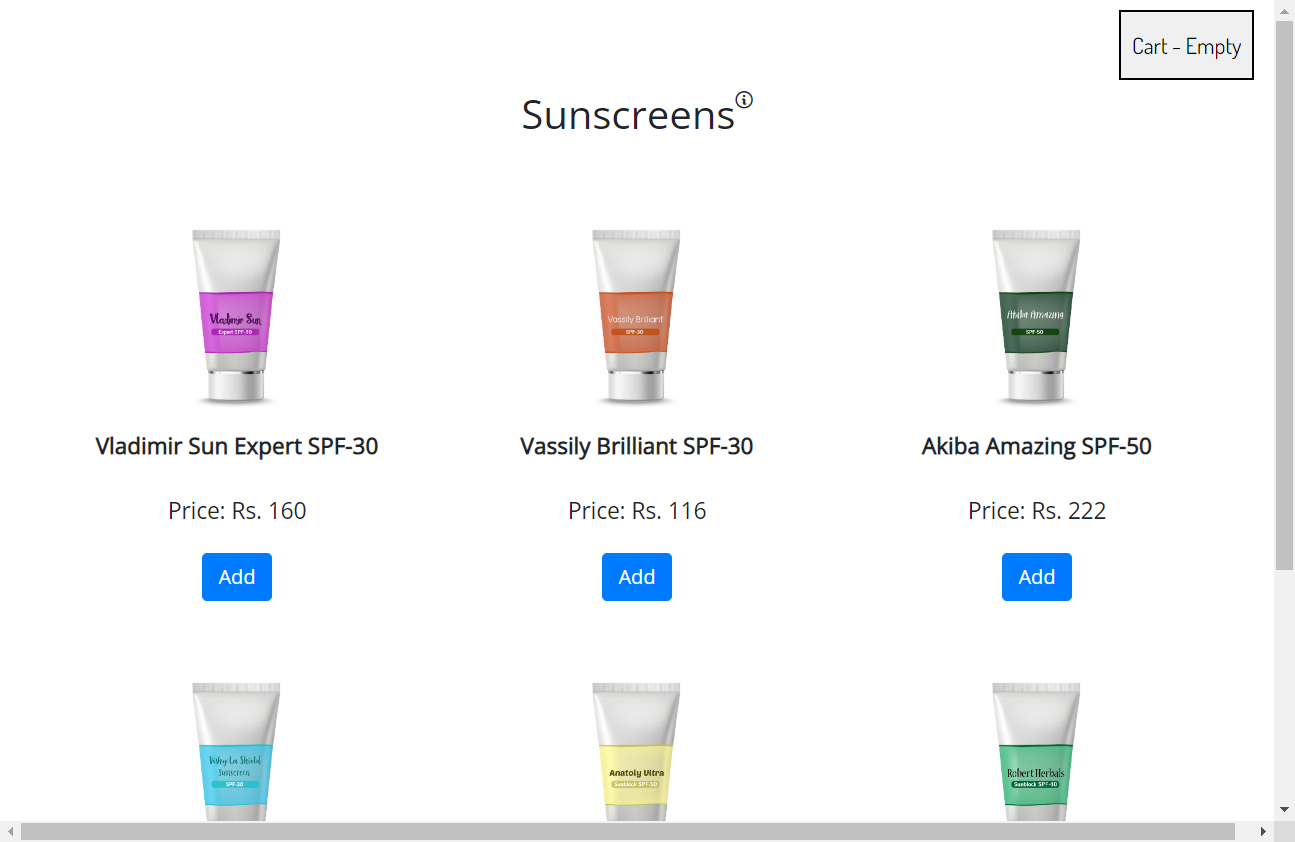 Cart - Empty
Sunscreens
Vladimir Sun
Expert SPF-30
Vassily Brilliant
SPF-30
Akiba Amazing
SPF-50
Vladimir Sun Expert SPF-30
Vassily Brilliant SPF-30
Akiba Amazing SPF-50
Price: Rs. 160
Price: Rs. 116
Price: Rs. 222
Add
Add
Add
Vishy La Shield
Sunscreen
SPF-30
Anatoly Ultra
Sunblock SPF-50
Robert Herbals
Sunblock SPF-40